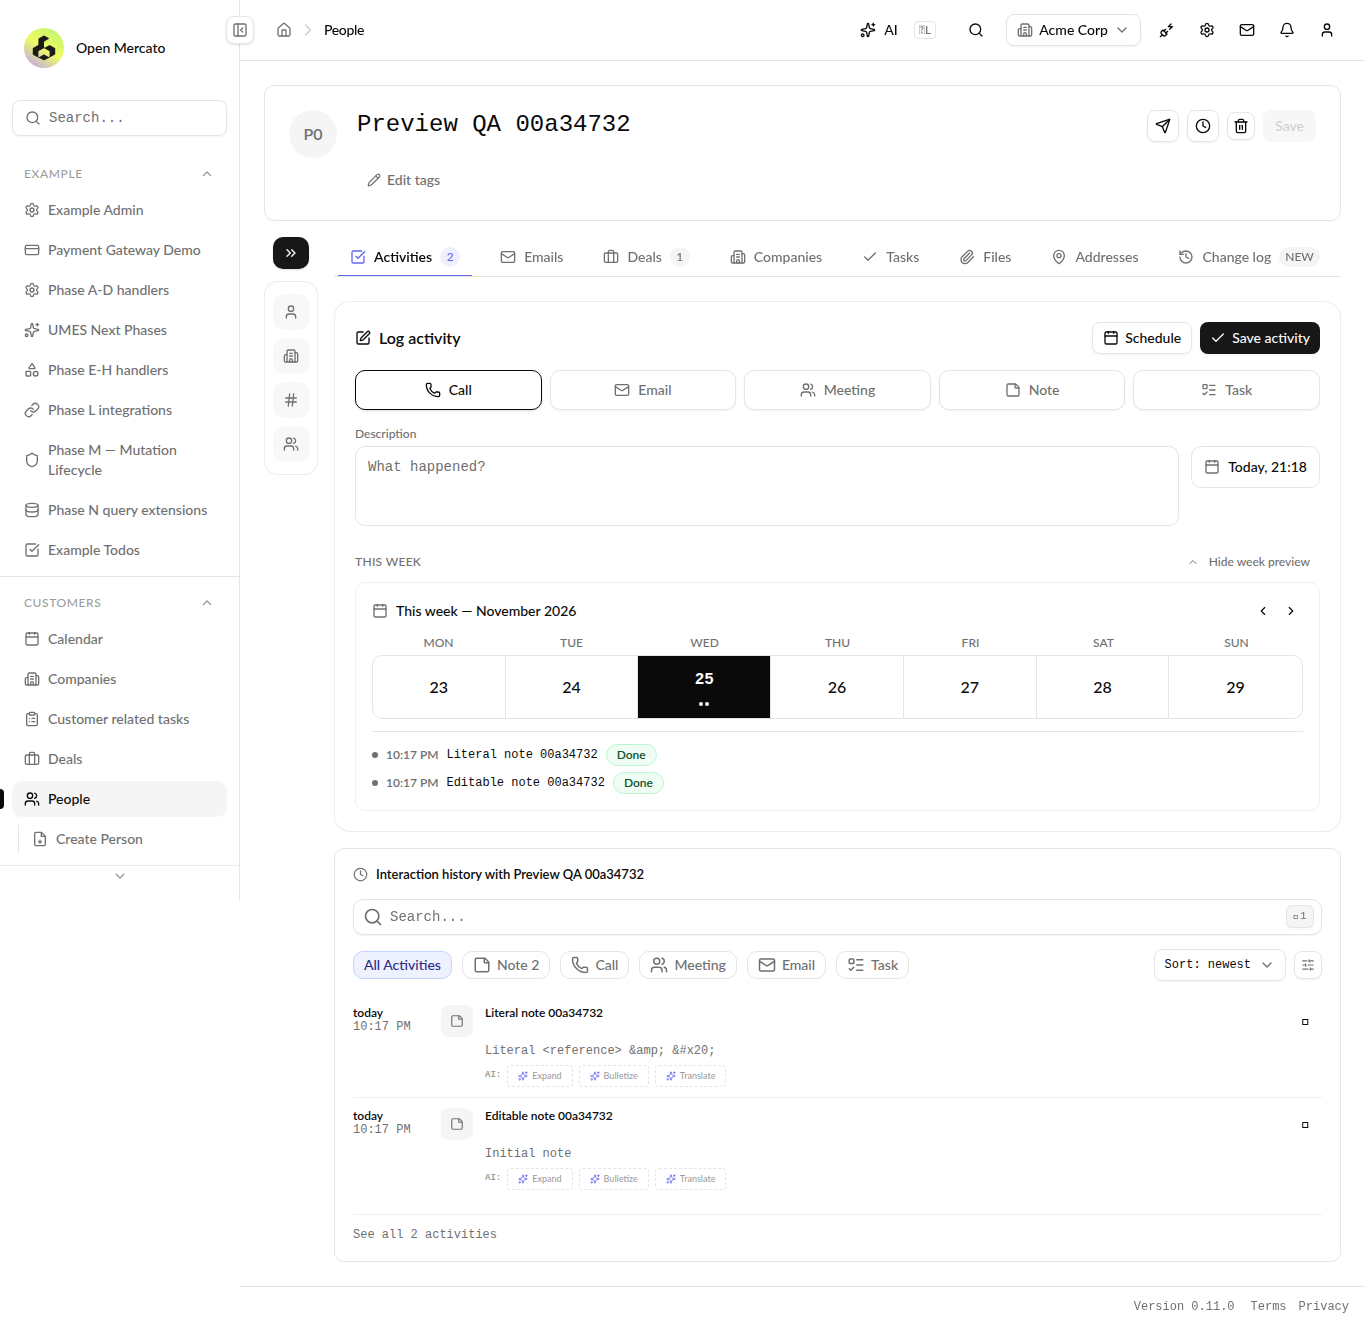 Open Mercato
People
AI
L
Acme Corp
Search...
EXAMPLE
Example Admin
Payment Gateway Demo
Phase A-D handlers
UMES Next Phases
Phase E-H handlers
Phase L integrations
Phase M — Mutation
Lifecycle
Phase N query extensions
Example Todos
CUSTOMERS
Calendar
Companies
Customer related tasks
Deals
People
Create Person
P0
Preview QA 00a34732
Save
Edit tags
Activities 2
Emails
Deals 1
Companies
Tasks
Files
Addresses
Change log NEW
Log activity
Schedule
Save activity
Call
Email
Meeting
Note
Task
Description
What happened?
Today, 21:18
THIS WEEK
Hide week preview
This week — November 2026
MON TUE WED THU FRI SAT SUN
23 24 25 26 27 28 29
10:17 PM Literal note 00a34732 Done
10:17 PM Editable note 00a34732 Done
Interaction history with Preview QA 00a34732
Search...
1
All Activities
Note 2
Call
Meeting
Email
Task
Sort: newest
today
10:17 PM
Literal note 00a34732
Literal <reference> &amp; &#x20;
AI: Expand Bulletize Translate
today
10:17 PM
Editable note 00a34732
Initial note
AI: Expand Bulletize Translate
See all 2 activities
Version 0.11.0 Terms Privacy